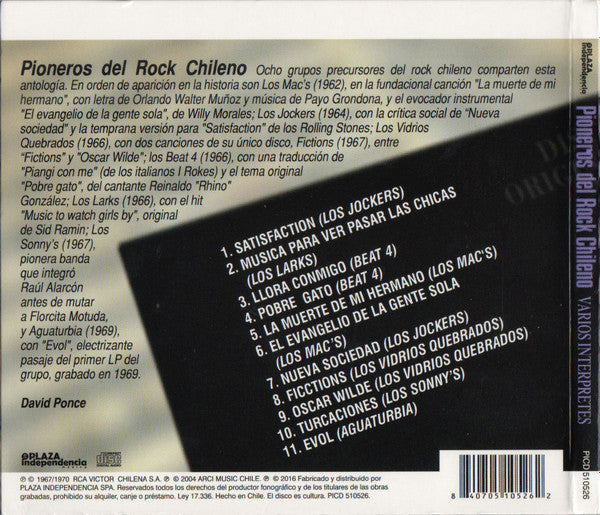 Pioneros del Rock Chileno Ocho grupos precursores del rock chileno comparten esta
antología. En orden de aparición en la historia son Los Mac's (1962), en la fundacional canción "La muerte de mi
hermano", con letra de Orlando Walter Muñoz y música de Payo Grondona, y el evocador instrumental
"El evangelio de la gente sola", de Willy Morales; Los Jockers (1964), con la crítica social de "Nueva
sociedad" y la temprana versión para "Satisfaction" de los Rolling Stones; Los Vidrios
Quebrados (1966), con dos canciones de su único disco, Fictions (1967), entre
"Fictions" y "Oscar Wilde"; los Beat 4 (1966), con una traducción de
"Piangi con me" (de los italianos I Rokes) y el tema original
"Pobre gato", del cantante Reinaldo "Rhino"
González; Los Larks (1966), con el hit
"Music to watch girls by", original
de Sid Ramin; Los
Sonny's (1967),
pionera banda
que integró
Raúl Alarcón
antes de mutar
a Florcita Motuda,
y Aguaturbia (1969),
con "Evol", electrizante
pasaje del primer LP del
grupo, grabado en 1969.
David Ponce
1. SATISFACTION (LOS JOCKERS)
2. MUSICA PARA VER PASAR LAS CHICAS
(LOS LARKS)
3. LLORA CONMIGO (BEAT 4)
4. POBRE GATO (BEAT 4)
5. LA MUERTE DE MI HERMANO (LOS MAC'S)
6. EL EVANGELIO DE LA GENTE SOLA
(LOS MAC'S)
7. NUEVA SOCIEDAD (LOS JOCKERS)
8. FICCTIONS (LOS VIDRIOS QUEBRADOS)
9. OSCAR WILDE (LOS VIDRIOS QUEBRADOS)
10. TURCACIONES (LOS SONNY'S)
11. EVOL (AGUATURBIA)
PLAZA
independencia
MUSICA
COMPACT
disc
DIGITAL AUDIO
℗ © 1967/1970 RCA VICTOR CHILENA S.A. ℗ © 2004 ARCI MUSIC CHILE. ℗ © 2016 Fabricado y distribuido por
PLAZA INDEPENDENCIA SPA. Reservados todos los derechos del productor fonográfico y de los titulares de las obras
grabadas, prohibido su alquiler, canje o préstamo. Ley 17.336. Hecho en Chile. El disco es cultura. PICD 510526.
8 40705 10526 2
PLAZA
independencia
Pioneros del Rock Chileno VARIOS INTERPRETES
PICD 510526